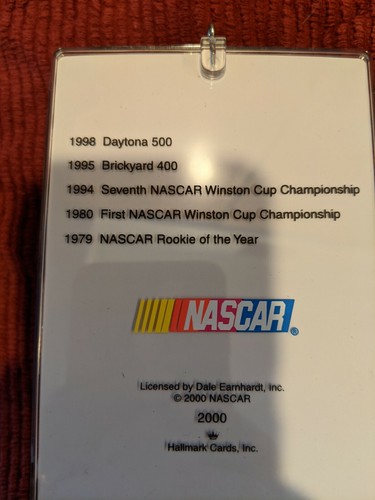 1998 Daytona 500
1995 Brickyard 400
1994 Seventh NASCAR Winston Cup Championship
1980 First NASCAR Winston Cup Championship
1979 NASCAR Rookie of the Year
NASCAR®
Licensed by Dale Earnhardt, Inc.
© 2000 NASCAR
2000
Hallmark Cards, Inc.